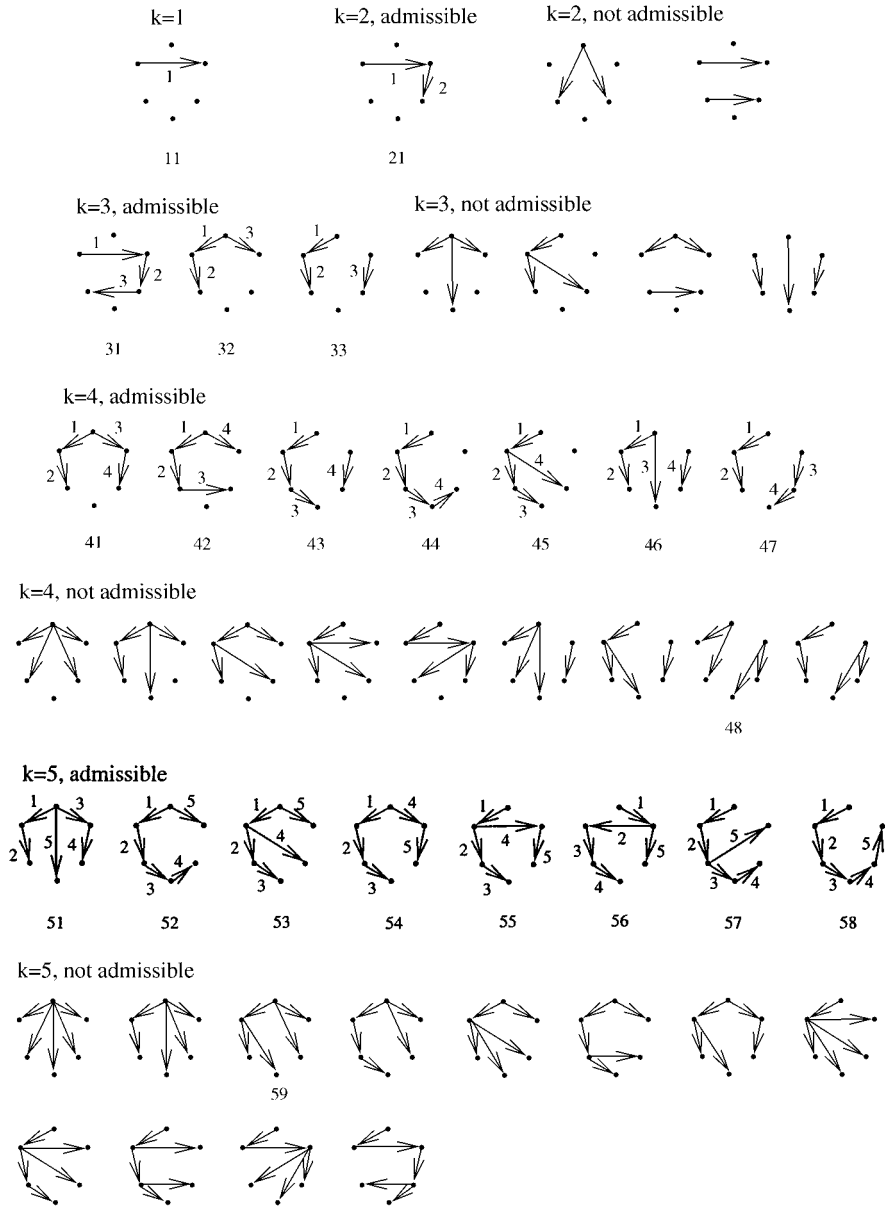 k=1 k=2, admissible k=2, not admissible
1 1 2
11 21
k=3, admissible k=3, not admissible
1 2 3 1 2 3 1 2 3
31 32 33
k=4, admissible
1 2 3 4 1 2 3 4 1 2 3 4 1 2 3 4 1 2 3 4 1 2 3 4 1 2 3 4
41 42 43 44 45 46 47
k=4, not admissible
48
k=5, admissible
1 2 3 4 5 1 2 3 4 5 1 2 3 4 5 1 2 3 4 5 1 2 3 4 5 1 2 3 4 5 1 2 3 4 5 1 2 3 4 5
51 52 53 54 55 56 57 58
k=5, not admissible
59